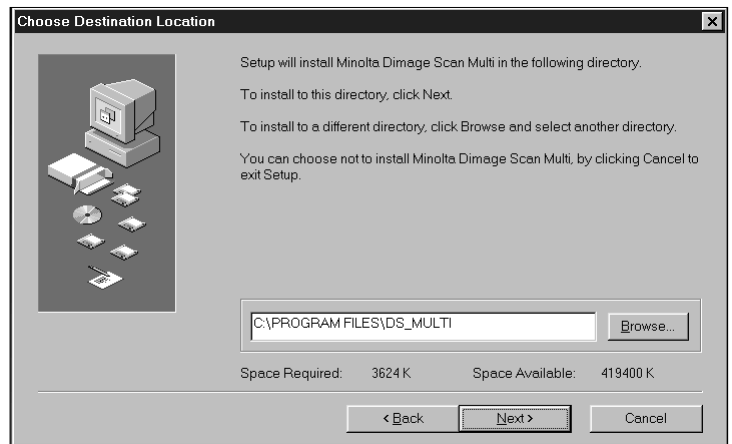 Choose Destination Location
Setup will install Minolta Dimage Scan Multi in the following directory.
To install to this directory, click Next.
To install to a different directory, click Browse and select another directory.
You can choose not to install Minolta Dimage Scan Multi, by clicking Cancel to
exit Setup.
C:\PROGRAM FILES\DS_MULTI
Browse...
Space Required: 3624 K Space Available: 419400 K
< Back Next > Cancel